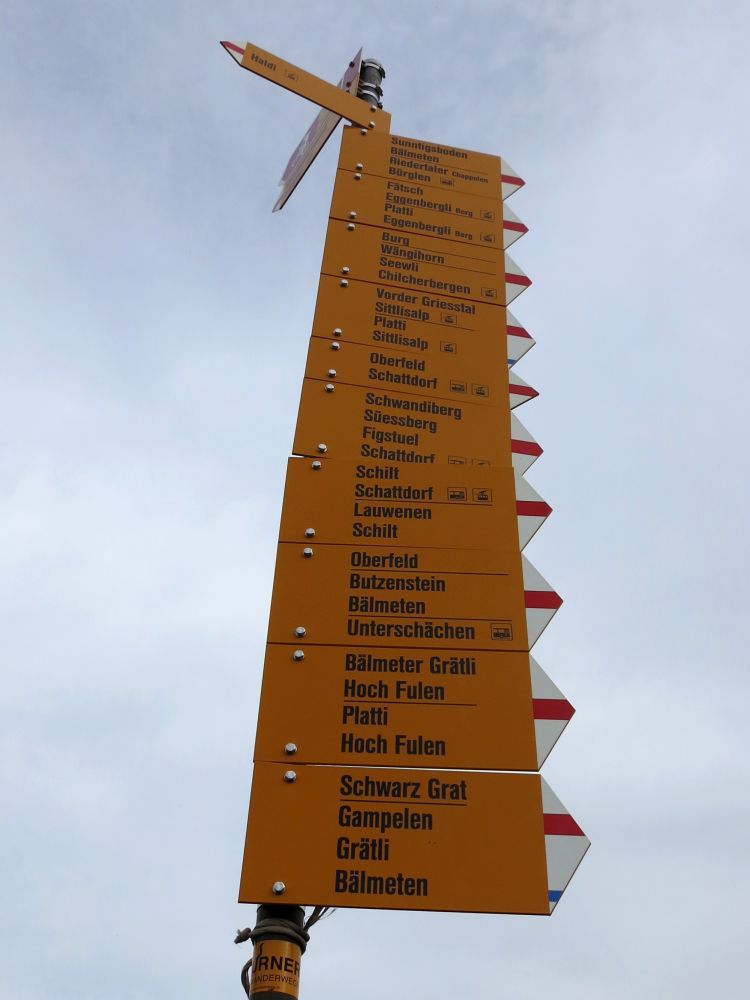 Haldi
Sunntigsboden
Bälmeten
Riedertaler Chappelen
Bürglen
Fätsch
Eggenbergli Berg
Platti
Eggenbergli Berg
Burg
Wängihorn
Seewli
Chilcherbergen
Vorder Griesstal
Sittlisalp
Platti
Sittlisalp
Oberfeld
Schattdorf
Schwandiberg
Süessberg
Figstuel
Schattdorf
Schilt
Schattdorf
Lauwenen
Schilt
Oberfeld
Butzenstein
Bälmeten
Unterschächen
Bälmeter Grätli
Hoch Fulen
Platti
Hoch Fulen
Schwarz Grat
Gampelen
Grätli
Bälmeten
URNER